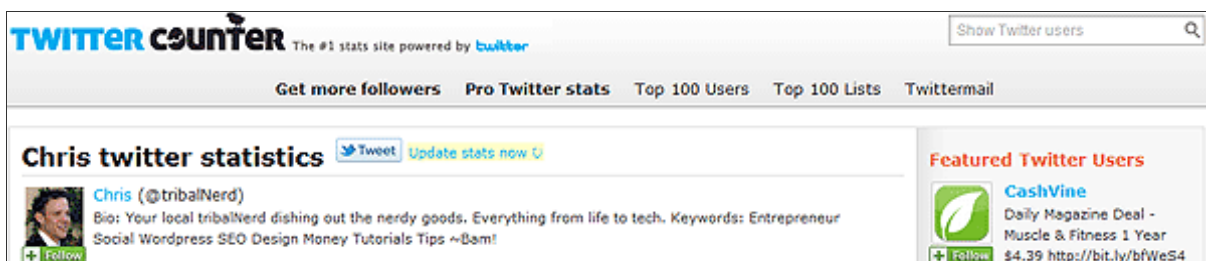 TWITTER COUNTER The #1 stats site powered by twitter
Show Twitter users
Get more followers Pro Twitter stats Top 100 Users Top 100 Lists Twittermail
Chris twitter statistics Tweet Update stats now
Chris (@tribalNerd)
Bio: Your local tribalNerd dishing out the nerdy goods. Everything from life to tech. Keywords: Entrepreneur
Social Wordpress SEO Design Money Tutorials Tips ~Bam!
+ Follow
Featured Twitter Users
CashVine
Daily Magazine Deal -
Muscle & Fitness 1 Year
$4.39 http://bit.ly/bfWeS4
+ Follow